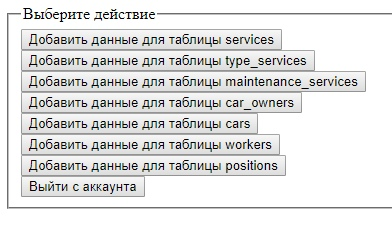 Выберите действие
Добавить данные для таблицы services
Добавить данные для таблицы type_services
Добавить данные для таблицы maintenance_services
Добавить данные для таблицы car_owners
Добавить данные для таблицы cars
Добавить данные для таблицы workers
Добавить данные для таблицы positions
Выйти с аккаунта